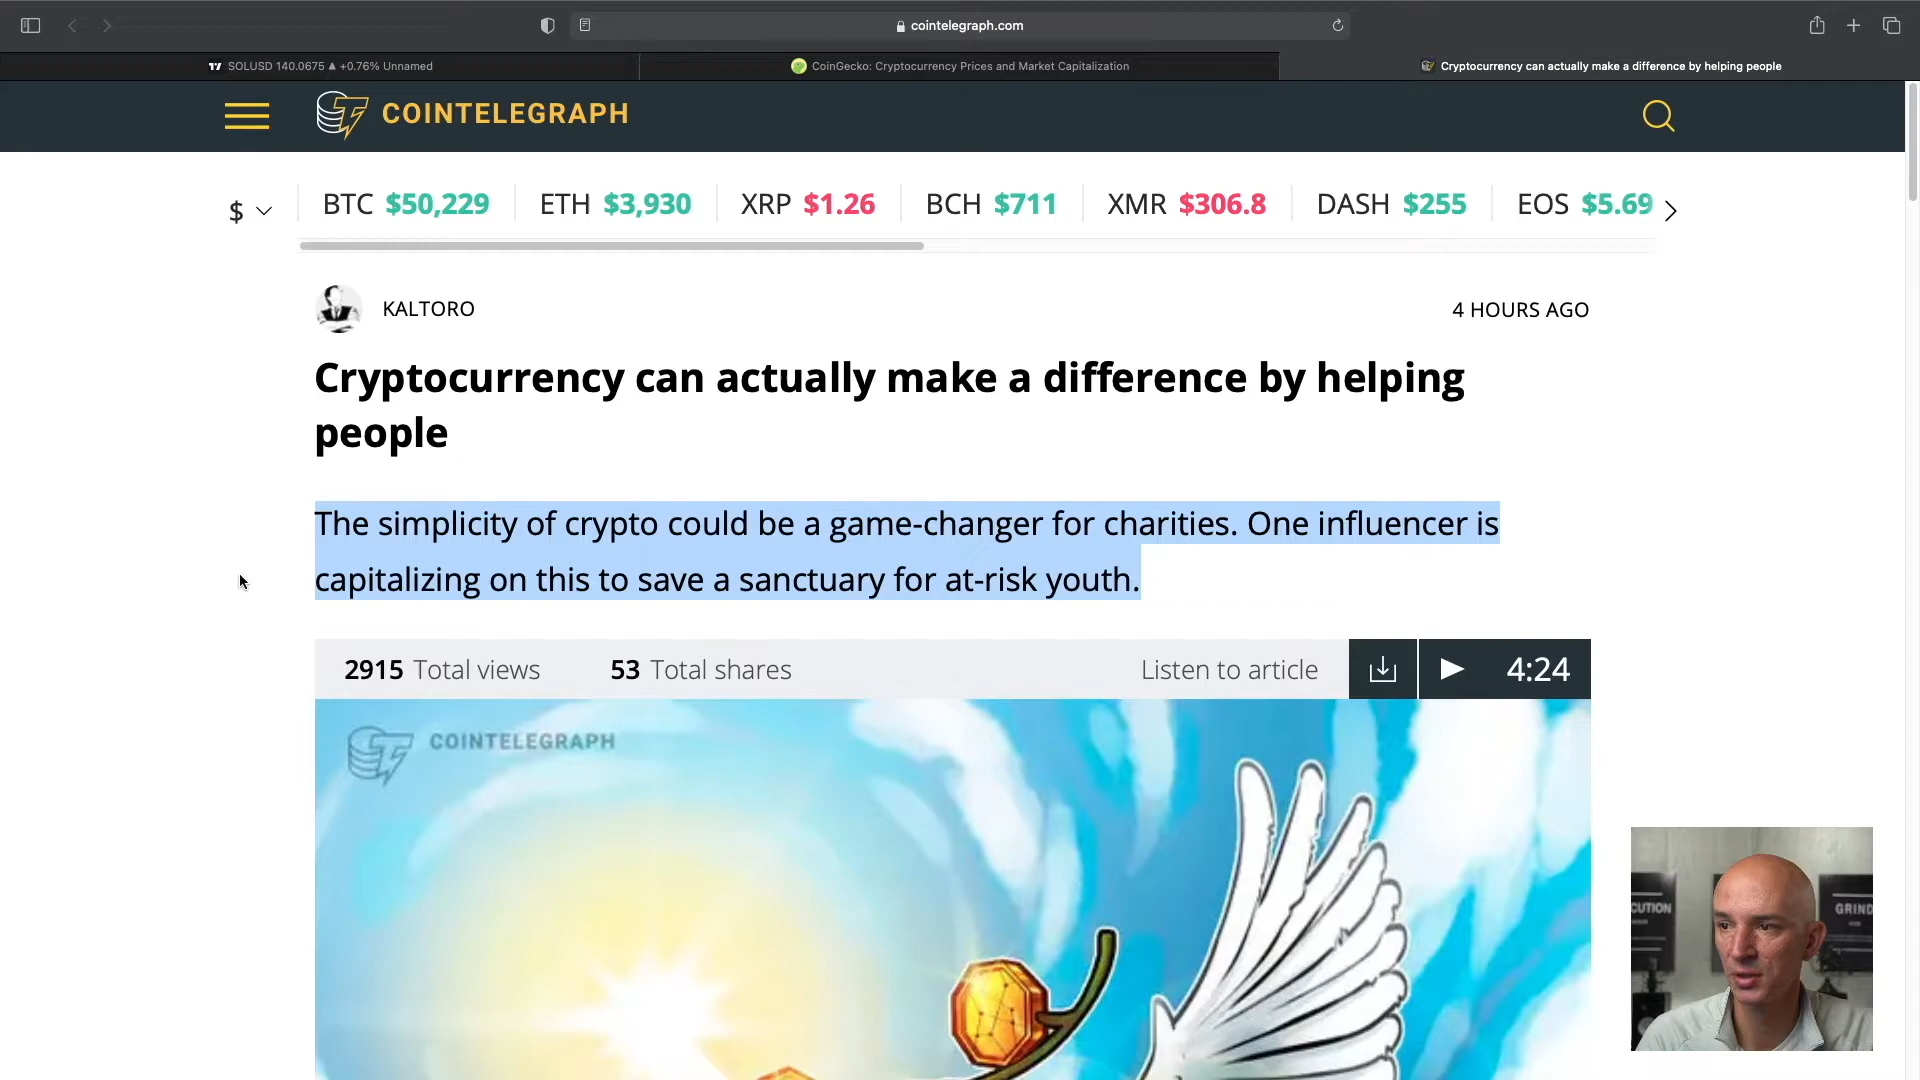 cointelegraph.com
SOLUSD 140.0675 ▲ +0.76% Unnamed
CoinGecko: Cryptocurrency Prices and Market Capitalization
Cryptocurrency can actually make a difference by helping people
COINTELEGRAPH
$ BTC $50,229 ETH $3,930 XRP $1.26 BCH $711 XMR $306.8 DASH $255 EOS $5.69
KALTORO
4 HOURS AGO
Cryptocurrency can actually make a difference by helping
people
The simplicity of crypto could be a game-changer for charities. One influencer is
capitalizing on this to save a sanctuary for at-risk youth.
2915 Total views 53 Total shares Listen to article 4:24
COINTELEGRAPH
CUTION
GRIND